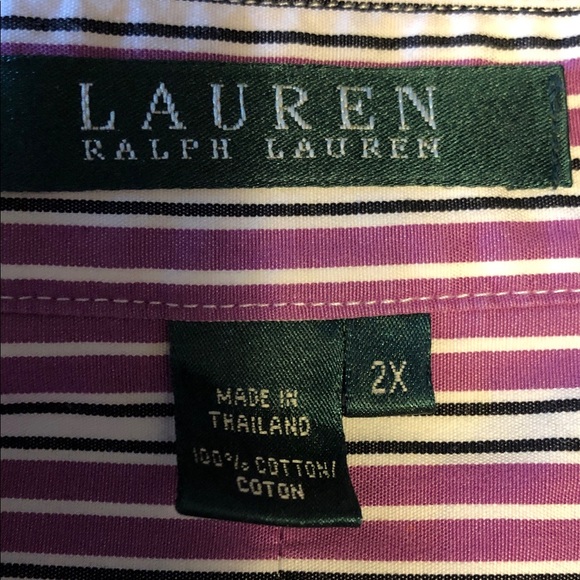 LAUREN
RALPH LAUREN
2X
MADE IN
THAILAND
100% COTTON/
COTON